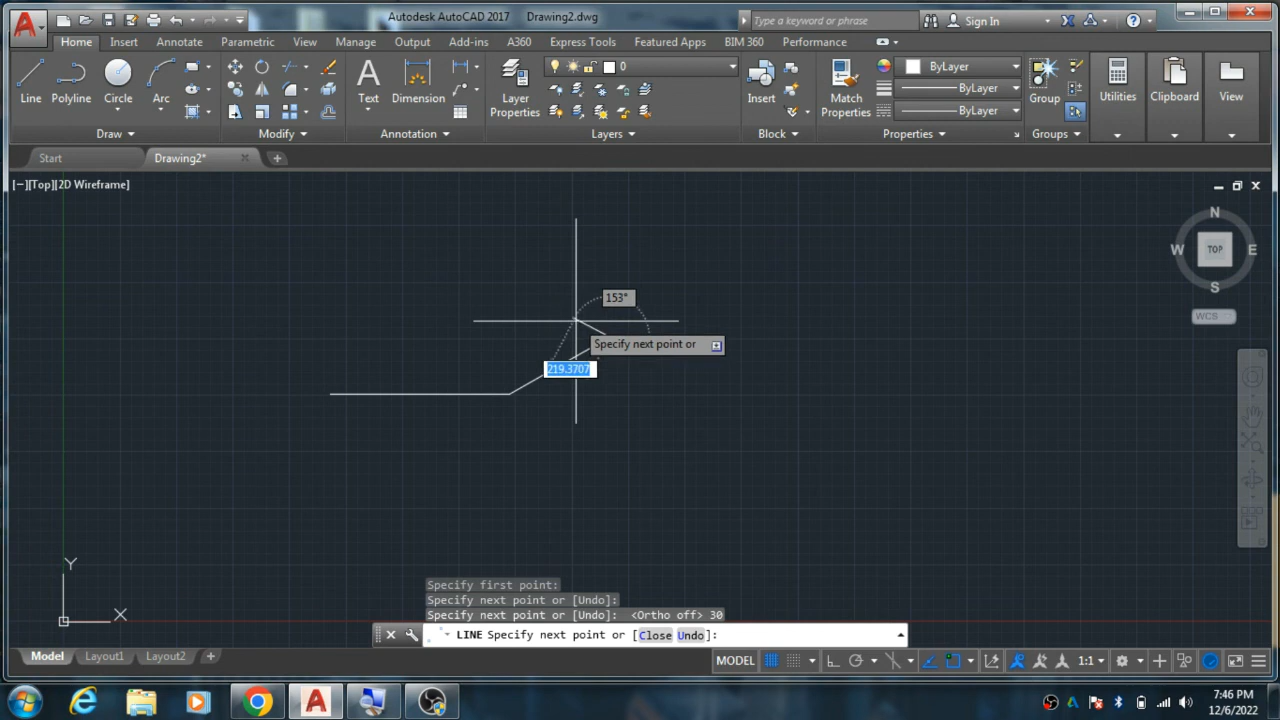 Autodesk AutoCAD 2017 Drawing2.dwg
Type a keyword or phrase
Sign In
Home Insert Annotate Parametric View Manage Output Add-ins A360 Express Tools Featured Apps BIM 360 Performance
Line Polyline Circle Arc
Draw
Modify
Text Dimension
Annotation
Layer
Properties
0
Layers
Insert
Block
Match
Properties
ByLayer
ByLayer
ByLayer
Properties
Group
Groups
Utilities
Clipboard
View
Start Drawing2*
[−][Top][2D Wireframe]
N
W TOP E
S
WCS
153°
Specify next point or
219.3707
Y
X
Specify first point:
Specify next point or [Undo]:
Specify next point or [Undo]: <Ortho off> 30
LINE Specify next point or [Close Undo]:
Model Layout1 Layout2 +
MODEL 1:1
7:46 PM
12/6/2022